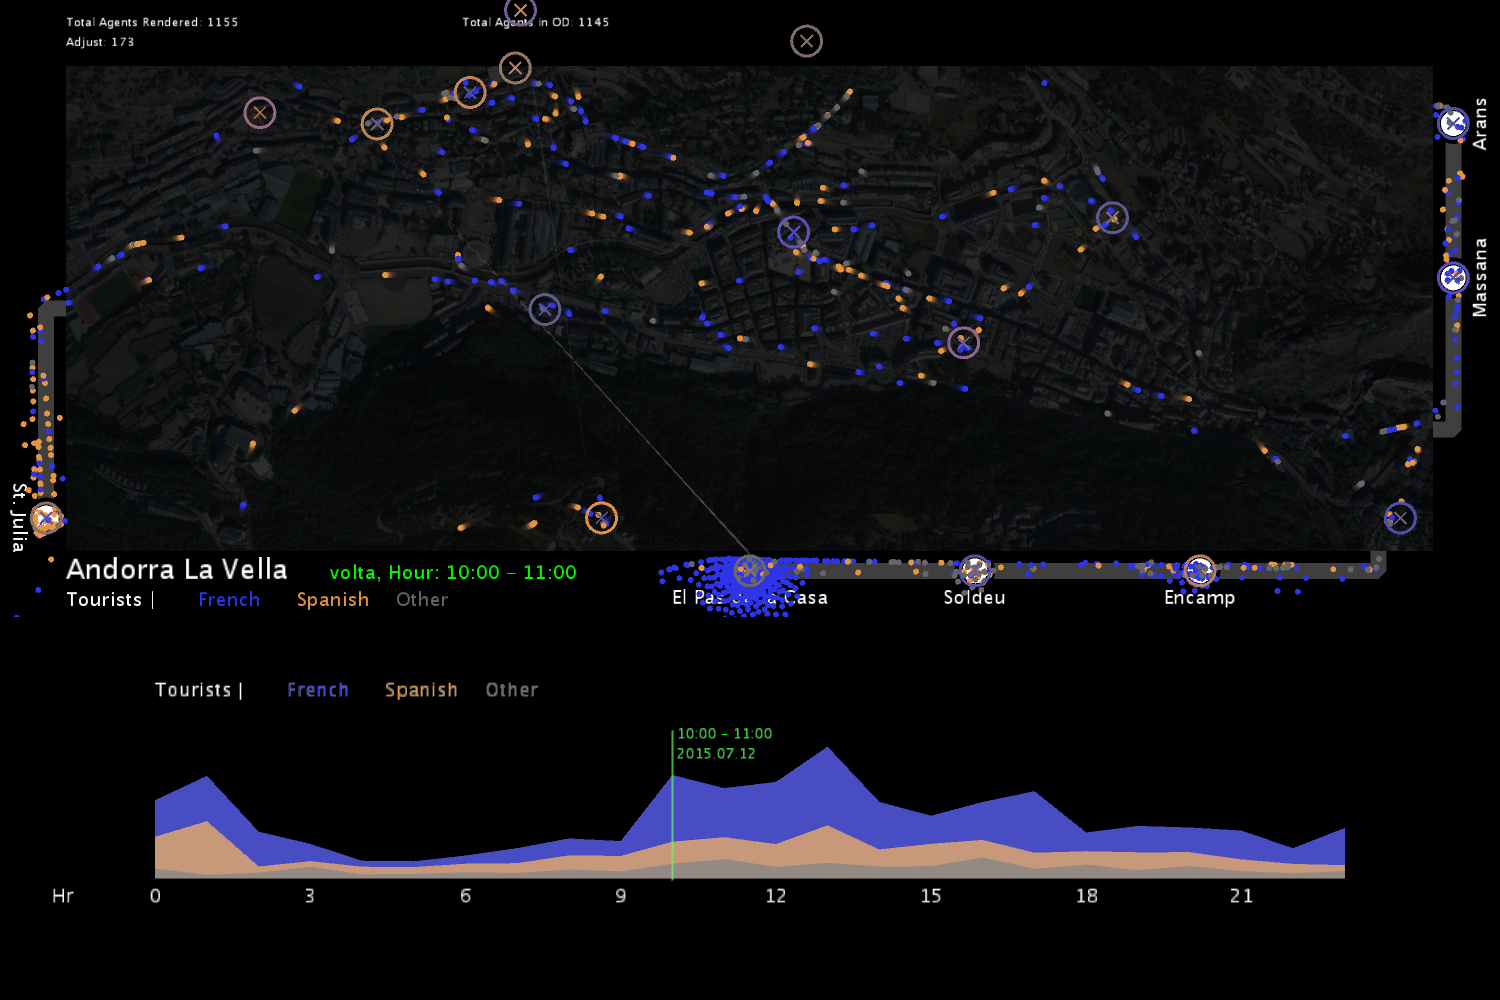 Total Agents Rendered: 1155
Total Agents in OD: 1145
Adjust: 173
Arans
Massana
St. Julia
Andorra La Vella
volta, Hour: 10:00 – 11:00
Tourists | French Spanish Other
El Pas Casa
Soldeu
Encamp
Tourists | French Spanish Other
10:00 – 11:00
2015.07.12
Hr 0 3 6 9 12 15 18 21